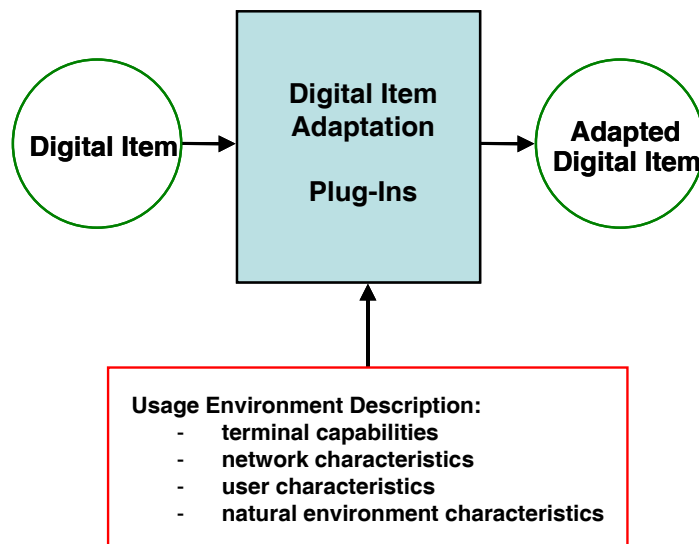 Digital Item
Digital Item
Adaptation
Plug-Ins
Adapted
Digital Item
Usage Environment Description:
- terminal capabilities
- network characteristics
- user characteristics
- natural environment characteristics